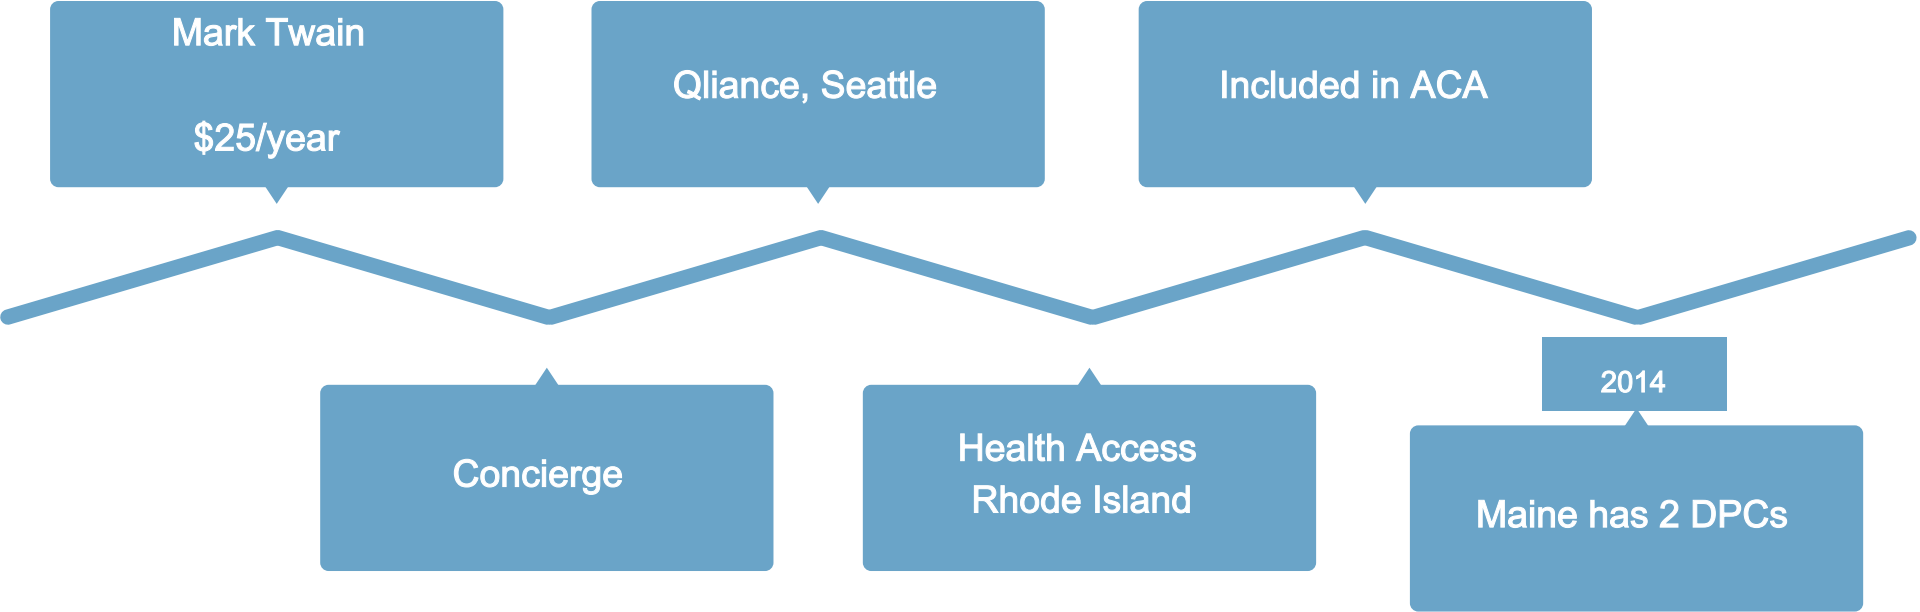 Mark Twain
$25/year
Concierge
Qliance, Seattle
Health Access
Rhode Island
Included in ACA
2014
Maine has 2 DPCs